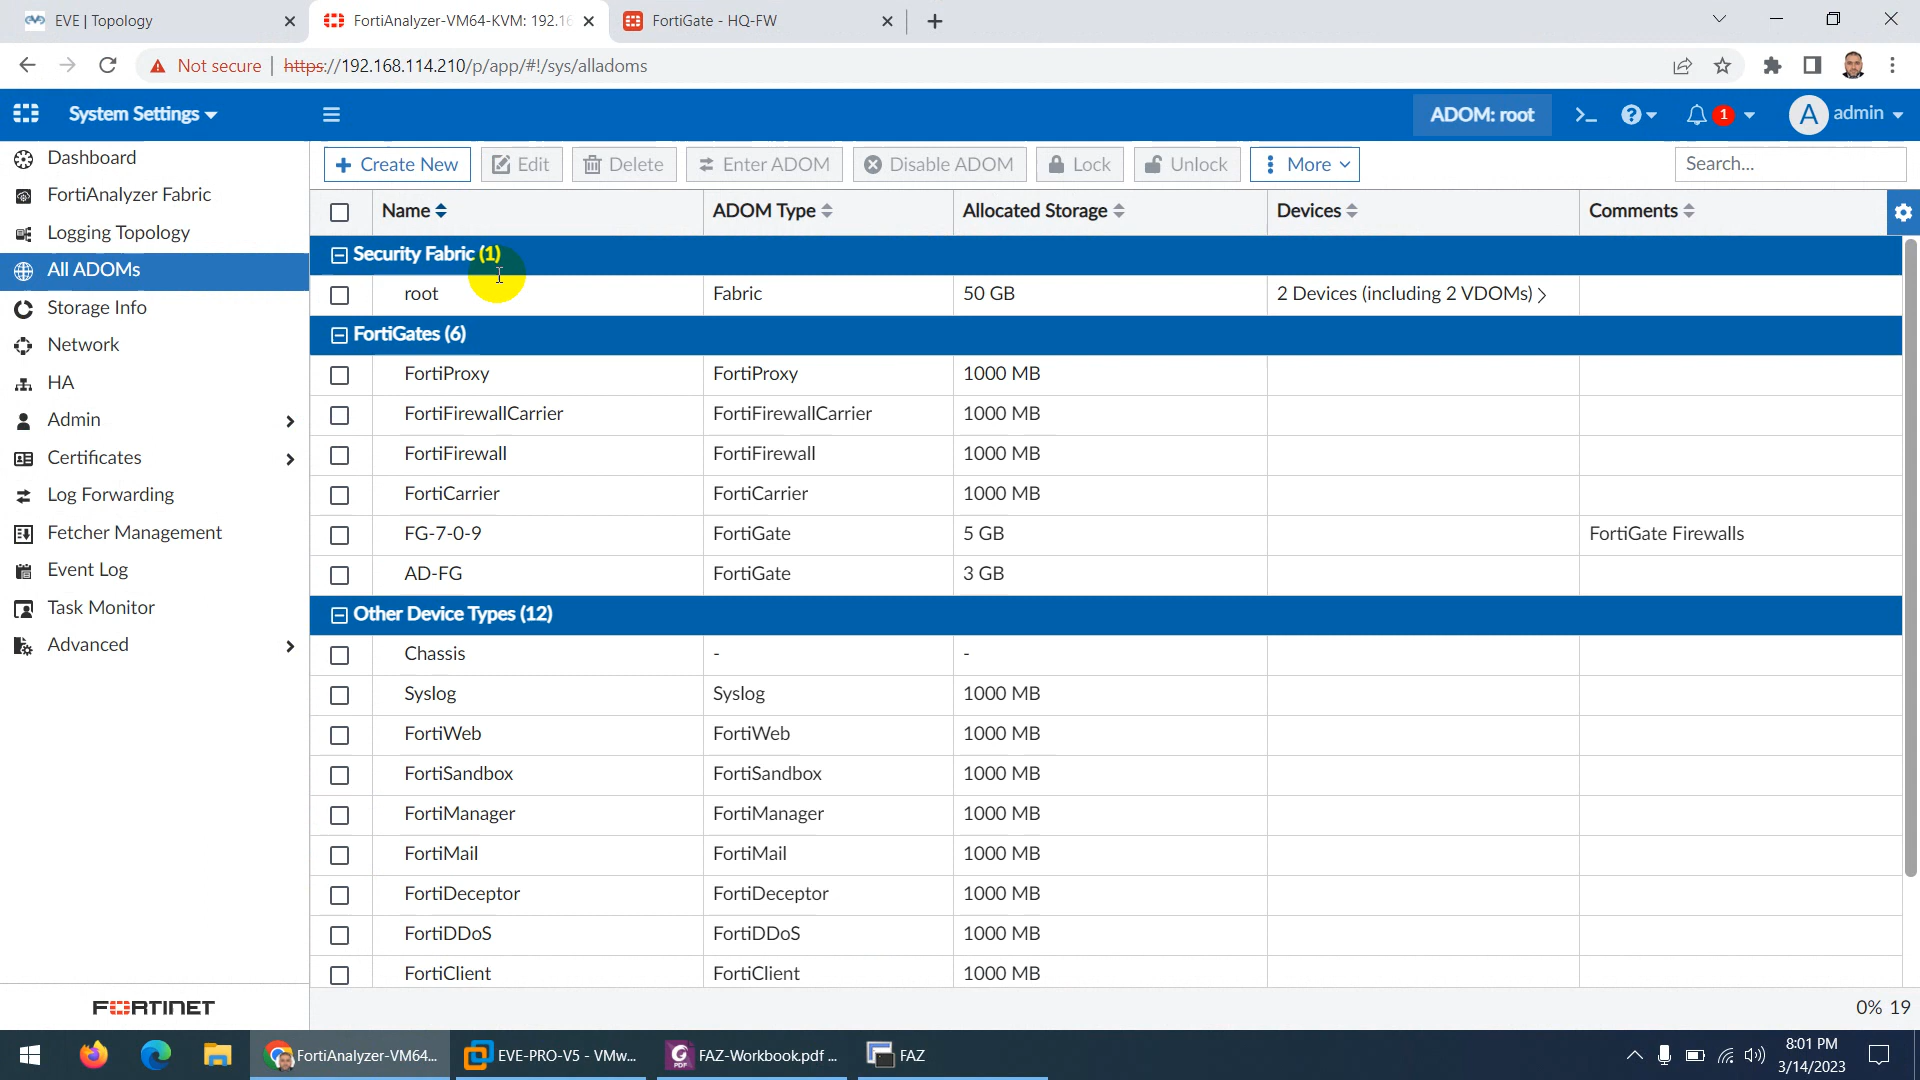 EVE | Topology
FortiAnalyzer-VM64-KVM: 192.16
FortiGate - HQ-FW
Not secure
https://192.168.114.210/p/app/#!/sys/alladoms
System Settings
ADOM: root
1
A
admin
Dashboard
FortiAnalyzer Fabric
Logging Topology
All ADOMs
Storage Info
Network
HA
Admin
Certificates
Log Forwarding
Fetcher Management
Event Log
Task Monitor
Advanced
FORTINET
Create New
Edit
Delete
Enter ADOM
Disable ADOM
Lock
Unlock
More
Search...
Name ADOM Type Allocated Storage Devices Comments
Security Fabric (1)
root Fabric 50 GB 2 Devices (including 2 VDOMs)
FortiGates (6)
FortiProxy FortiProxy 1000 MB
FortiFirewallCarrier FortiFirewallCarrier 1000 MB
FortiFirewall FortiFirewall 1000 MB
FortiCarrier FortiCarrier 1000 MB
FG-7-0-9 FortiGate 5 GB FortiGate Firewalls
AD-FG FortiGate 3 GB
Other Device Types (12)
Chassis - -
Syslog Syslog 1000 MB
FortiWeb FortiWeb 1000 MB
FortiSandbox FortiSandbox 1000 MB
FortiManager FortiManager 1000 MB
FortiMail FortiMail 1000 MB
FortiDeceptor FortiDeceptor 1000 MB
FortiDDoS FortiDDoS 1000 MB
FortiClient FortiClient 1000 MB
0% 19
FortiAnalyzer-VM64...
EVE-PRO-V5 - VMw...
PDF
FAZ-Workbook.pdf ...
FAZ
8:01 PM
3/14/2023